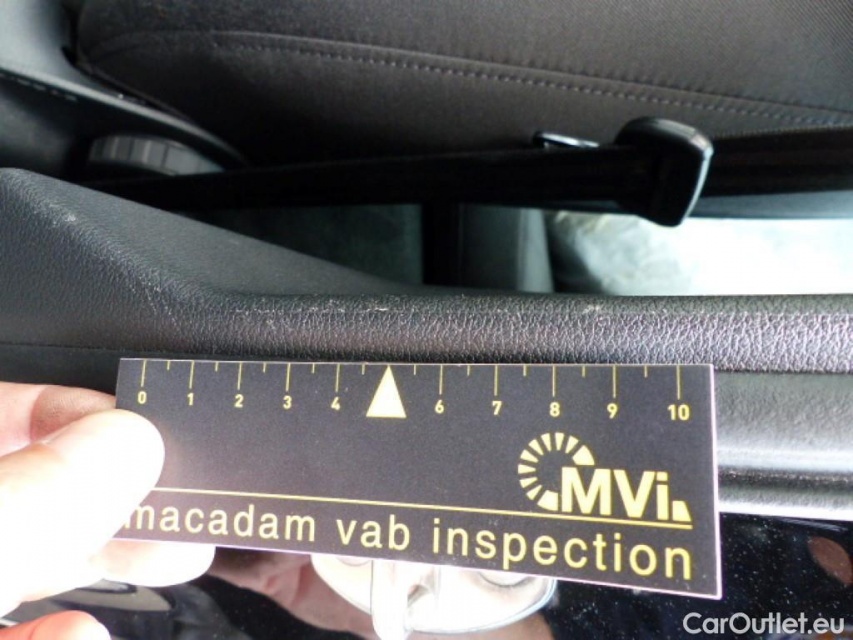 0 1 2 3 4 6 7 8 9 10
MVi
macadam vab inspection
CarOutlet.eu